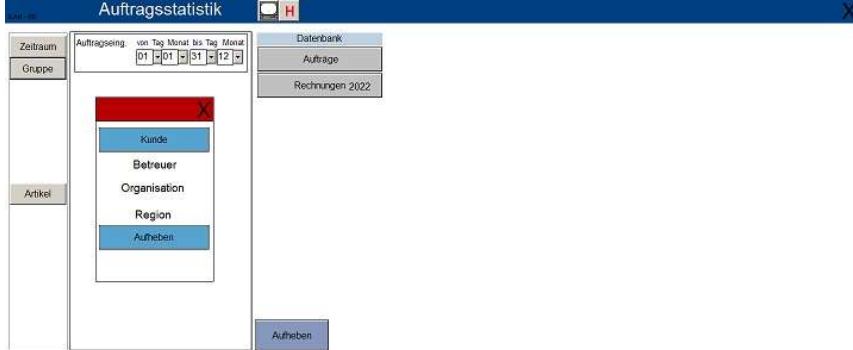 Auftragsstatistik H X
Zeitraum
Gruppe
Artikel
Auftragseing. von Tag Monat bis Tag Monat
01 01 31 12
X
Kunde
Betreuer
Organisation
Region
Aufheben
Datenbank
Aufträge
Rechnungen 2022
Aufheben